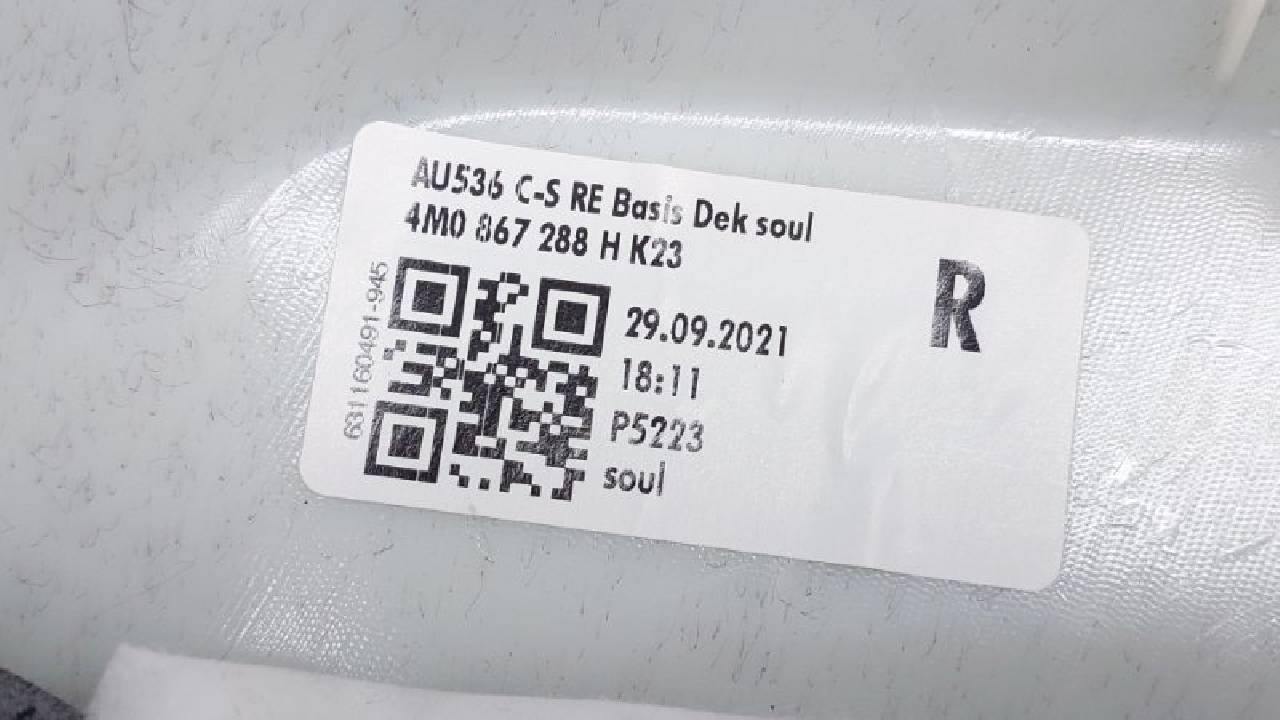 AU536 C-S RE Basis Dek soul
4M0 867 288 H K23
R
631160491-945
29.09.2021
18:11
P5223
soul